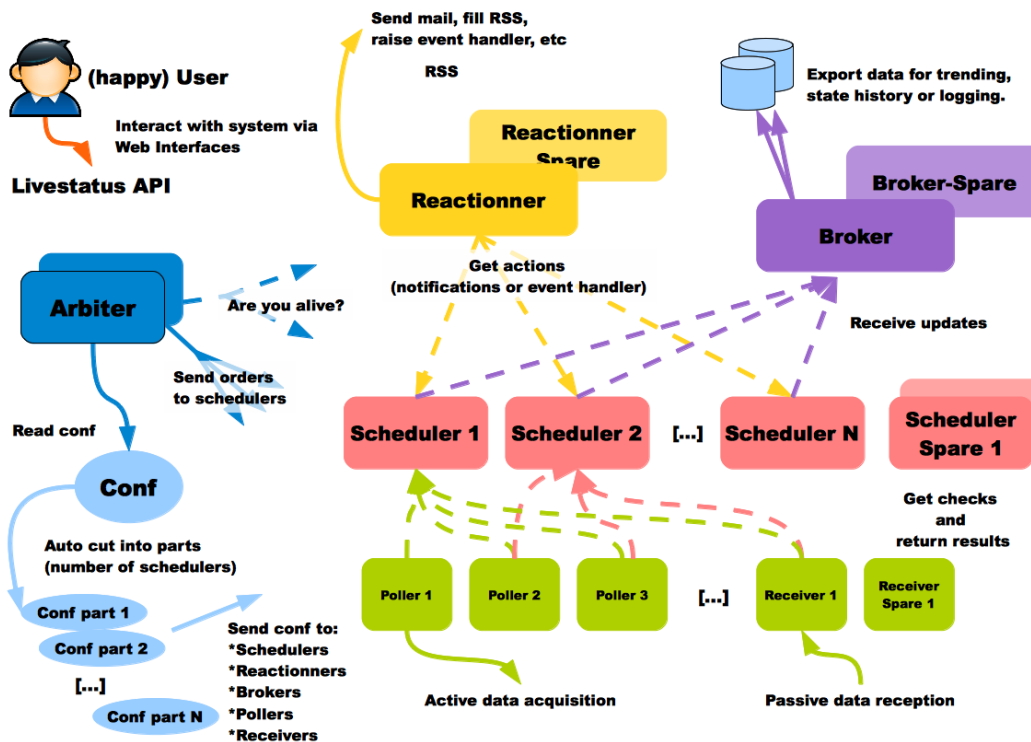 Send mail, fill RSS,
raise event handler, etc
RSS
(happy) User
Export data for trending,
state history or logging.
Interact with system via
Web Interfaces
Livestatus API
Reactionner
Spare
Reactionner
Broker-Spare
Broker
Get actions
(notifications or event handler)
Arbiter
Are you alive?
Receive updates
Send orders
to schedulers
Read conf
Scheduler 1
Scheduler 2
[...]
Scheduler N
Scheduler
Spare 1
Conf
Get checks
and
return results
Auto cut into parts
(number of schedulers)
Poller 1
Poller 2
Poller 3
[...]
Receiver 1
Receiver
Spare 1
Conf part 1
Conf part 2
[...]
Conf part N
Send conf to:
*Schedulers
*Reactionners
*Brokers
*Pollers
*Receivers
Active data acquisition
Passive data reception